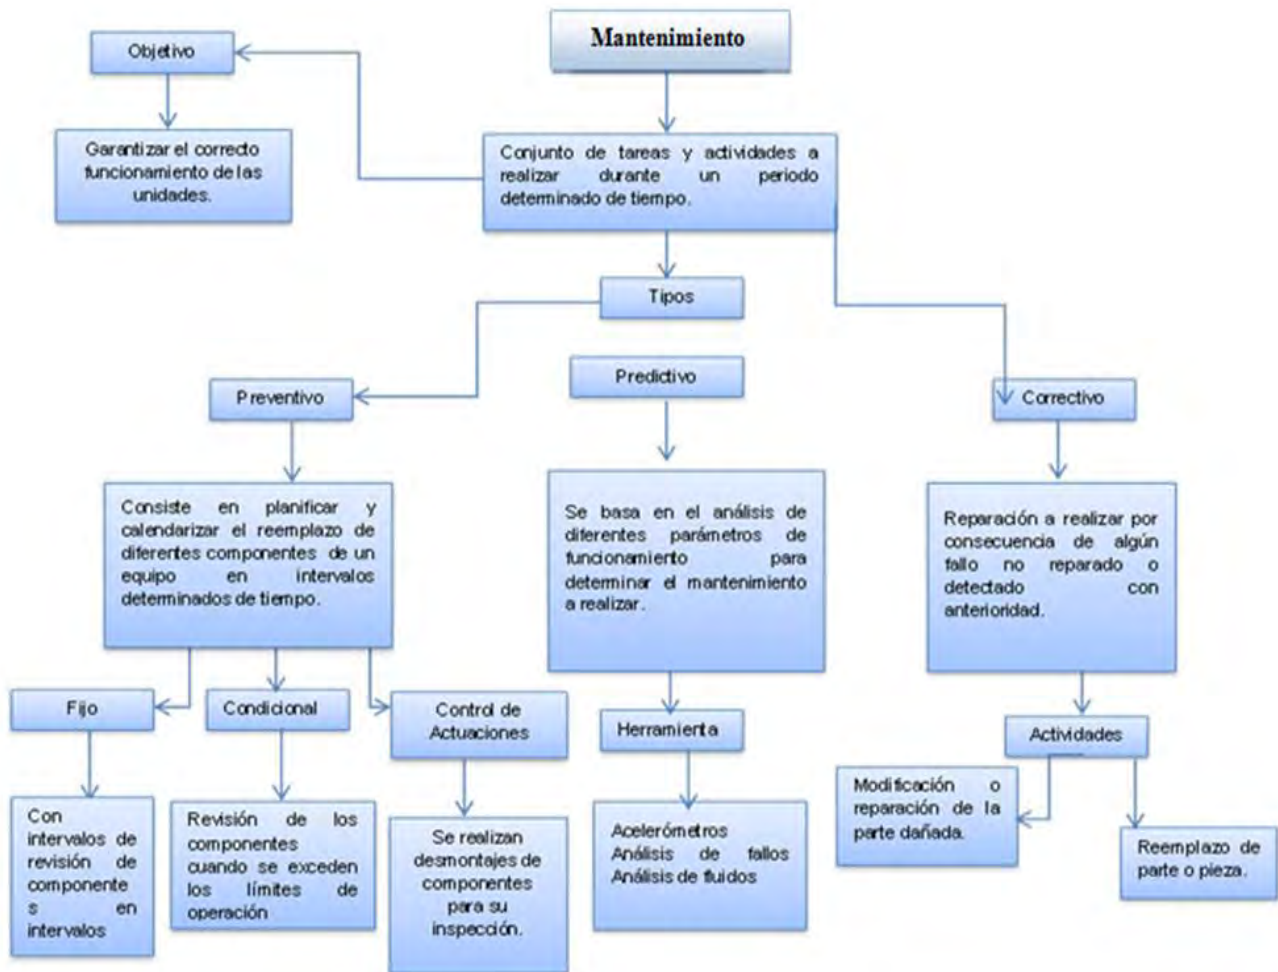 Mantenimiento
Objetivo
Garantizar el correcto
funcionamiento de las
unidades.
Conjunto de tareas y actividades a
realizar durante un periodo
determinado de tiempo.
Tipos
Preventivo
Predictivo
Correctivo
Consiste en planificar y
calendarizar el reemplazo de
diferentes componentes de un
equipo en intervalos
determinados de tiempo.
Se basa en el análisis de
diferentes parámetros de
funcionamiento para
determinar el mantenimiento
a realizar.
Reparación a realizar por
consecuencia de algún
fallo no reparado o
detectado con
anterioridad.
Fijo
Condicional
Control de
Actuaciones
Herramienta
Actividades
Con
intervalos de
revisión de
componente
s en
intervalos
Revisión de los
componentes
cuando se exceden
los límites de
operación
Se realizan
desmontajes de
componentes
para su
inspección.
Acelerómetros
Análisis de fallos
Análisis de fluidos
Modificación o
reparación de la
parte dañada.
Reemplazo de
parte o pieza.